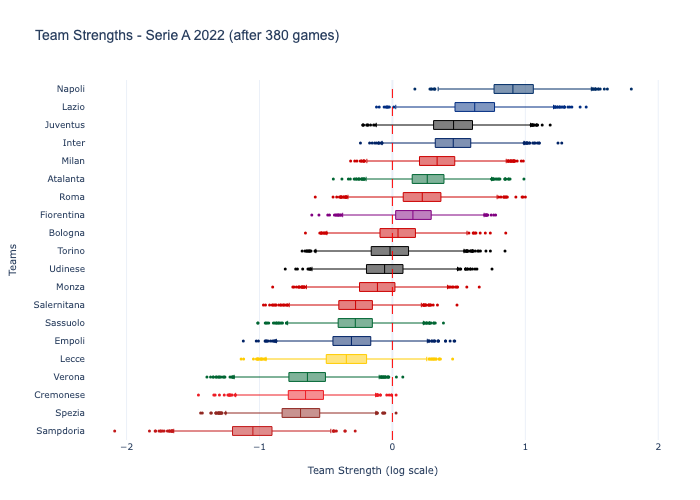 Team Strengths - Serie A 2022 (after 380 games)
Napoli
Lazio
Juventus
Inter
Milan
Atalanta
Roma
Fiorentina
Bologna
Torino
Udinese
Monza
Salernitana
Sassuolo
Empoli
Lecce
Verona
Cremonese
Spezia
Sampdoria
Teams
−2
−1
0
1
2
Team Strength (log scale)